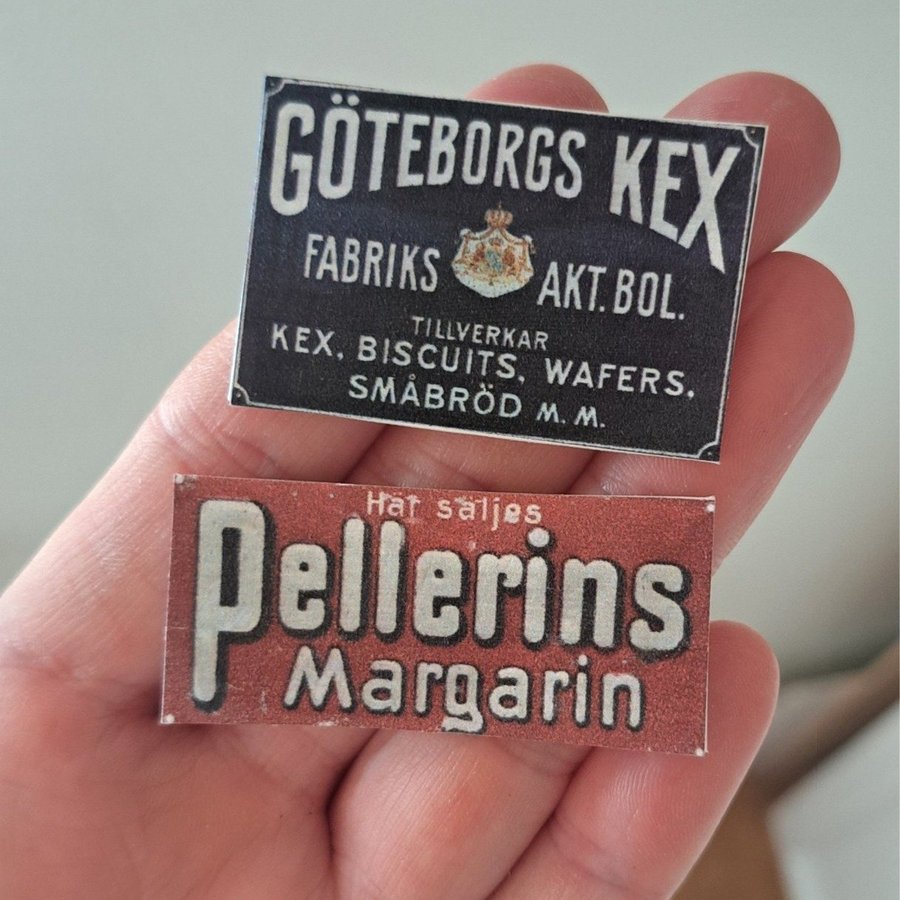 GÖTEBORGS KEX
FABRIKS AKT. BOL.
TILLVERKAR
KEX, BISCUITS, WAFERS,
SMÅBRÖD M. M.
Här säljes
Pellerins
Margarin